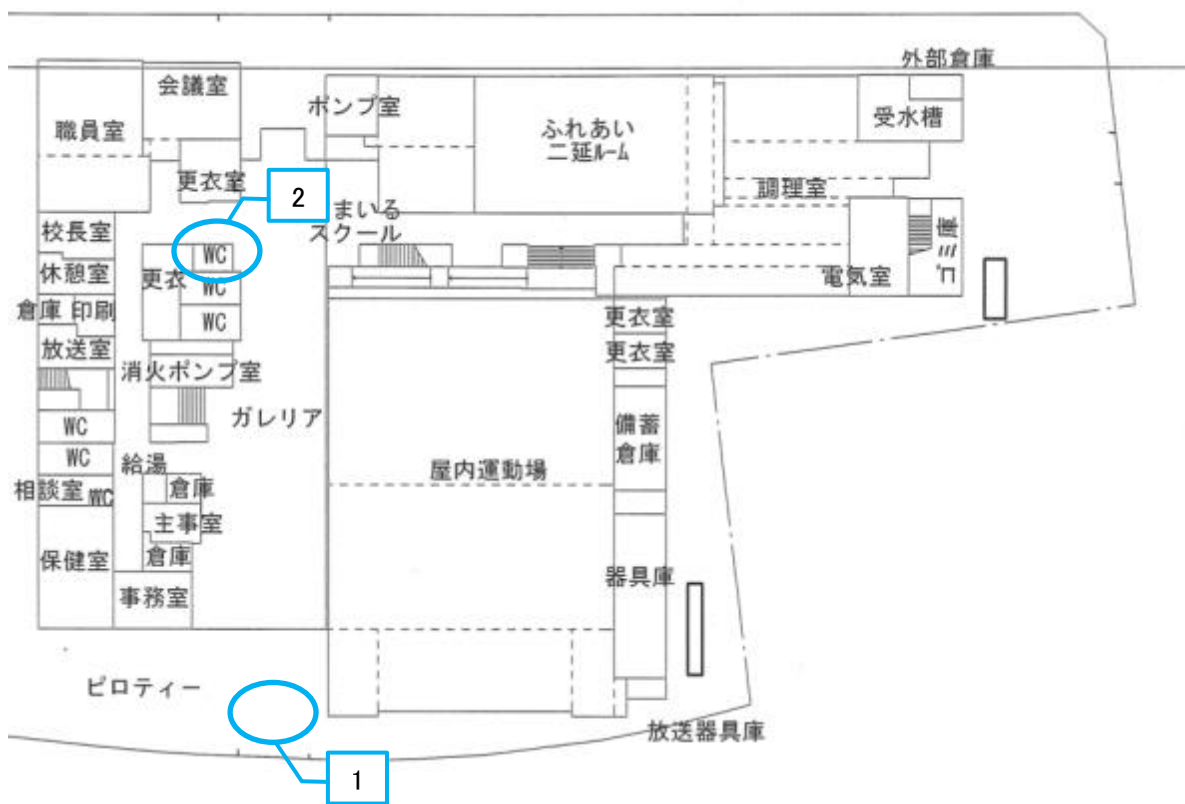 外部倉庫
会議室
ポンプ室
職員室
受水槽
ふれあい
二延ルーム
更衣室
2
調理室
まいる
スクール
校長室
ゴミ庫
WC
休憩室
更衣
電気室
WC
倉庫 印刷
WC
更衣室
放送室
更衣室
消火ポンプ室
ガレリア
WC
備蓄
倉庫
WC
給湯
屋内運動場
相談室 WC
倉庫
主事室
保健室
倉庫
器具庫
事務室
ピロティー
放送器具庫
1